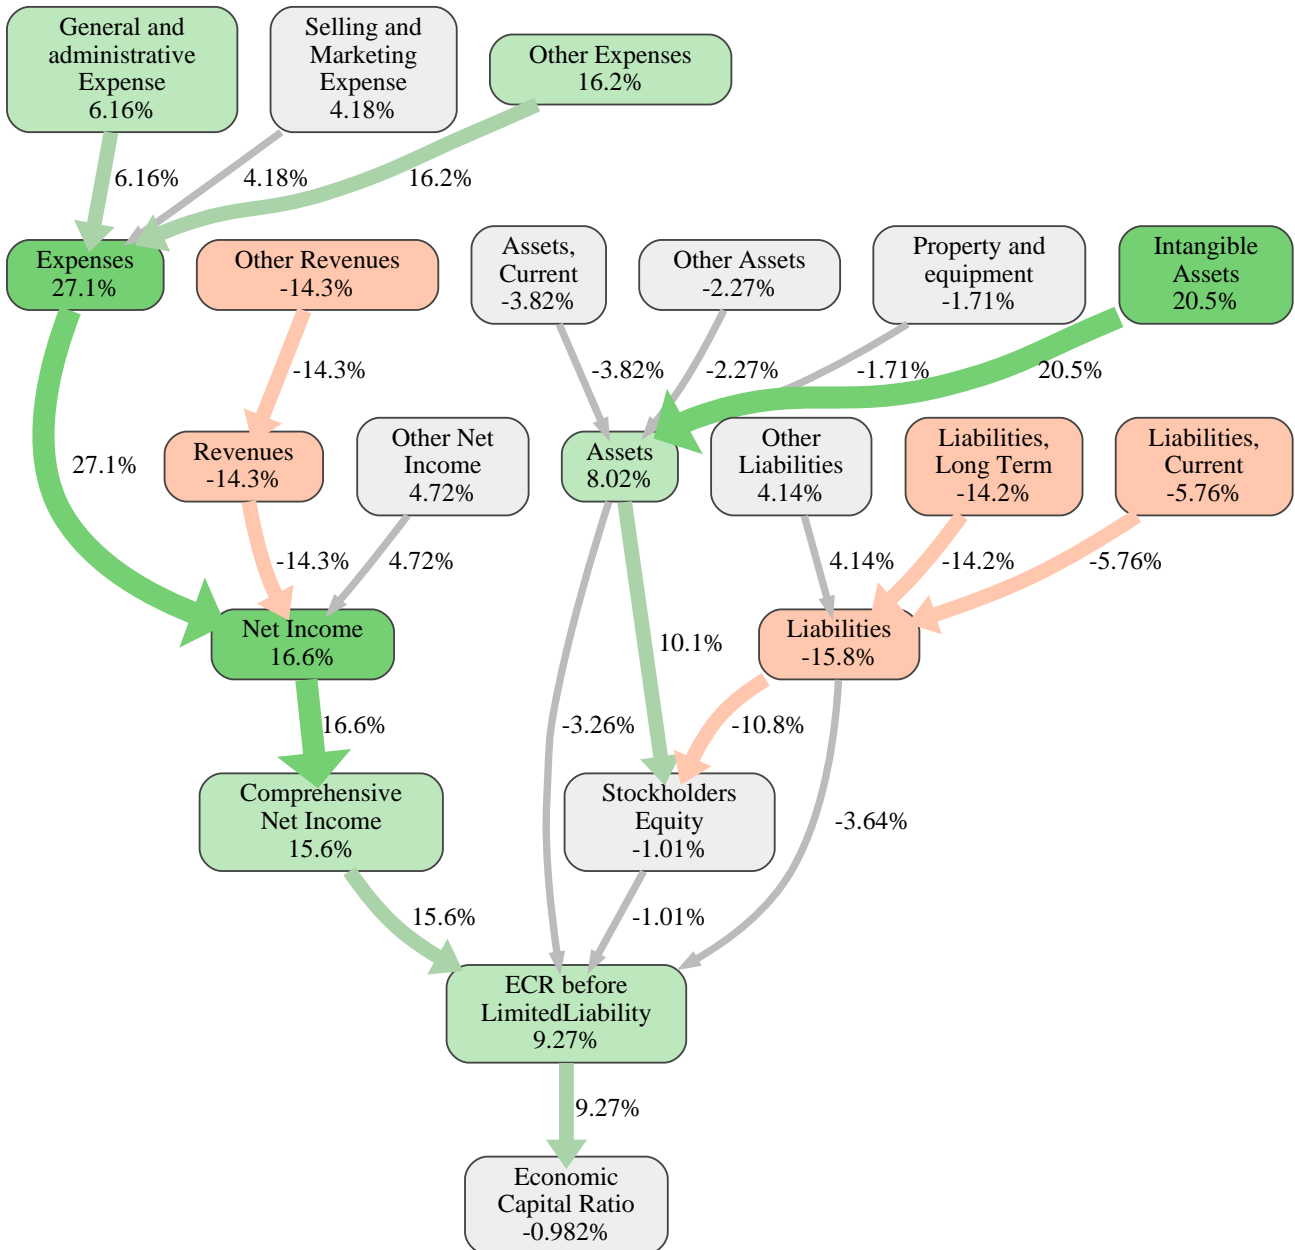 General and
administrative
Expense
6.16%
Selling and
Marketing
Expense
4.18%
Other Expenses
16.2%
6.16%
4.18%
16.2%
Expenses
27.1%
Other Revenues
-14.3%
Assets,
Current
-3.82%
Other Assets
-2.27%
Property and
equipment
-1.71%
Intangible
Assets
20.5%
-14.3%
-3.82%
-2.27%
-1.71%
20.5%
27.1%
Revenues
-14.3%
Other Net
Income
4.72%
Assets
8.02%
Other
Liabilities
4.14%
Liabilities,
Long Term
-14.2%
Liabilities,
Current
-5.76%
-14.3%
4.72%
4.14%
-14.2%
-5.76%
Net Income
16.6%
10.1%
Liabilities
-15.8%
16.6%
-3.26%
-10.8%
Comprehensive
Net Income
15.6%
Stockholders
Equity
-1.01%
-3.64%
15.6%
-1.01%
ECR before
LimitedLiability
9.27%
9.27%
Economic
Capital Ratio
-0.982%